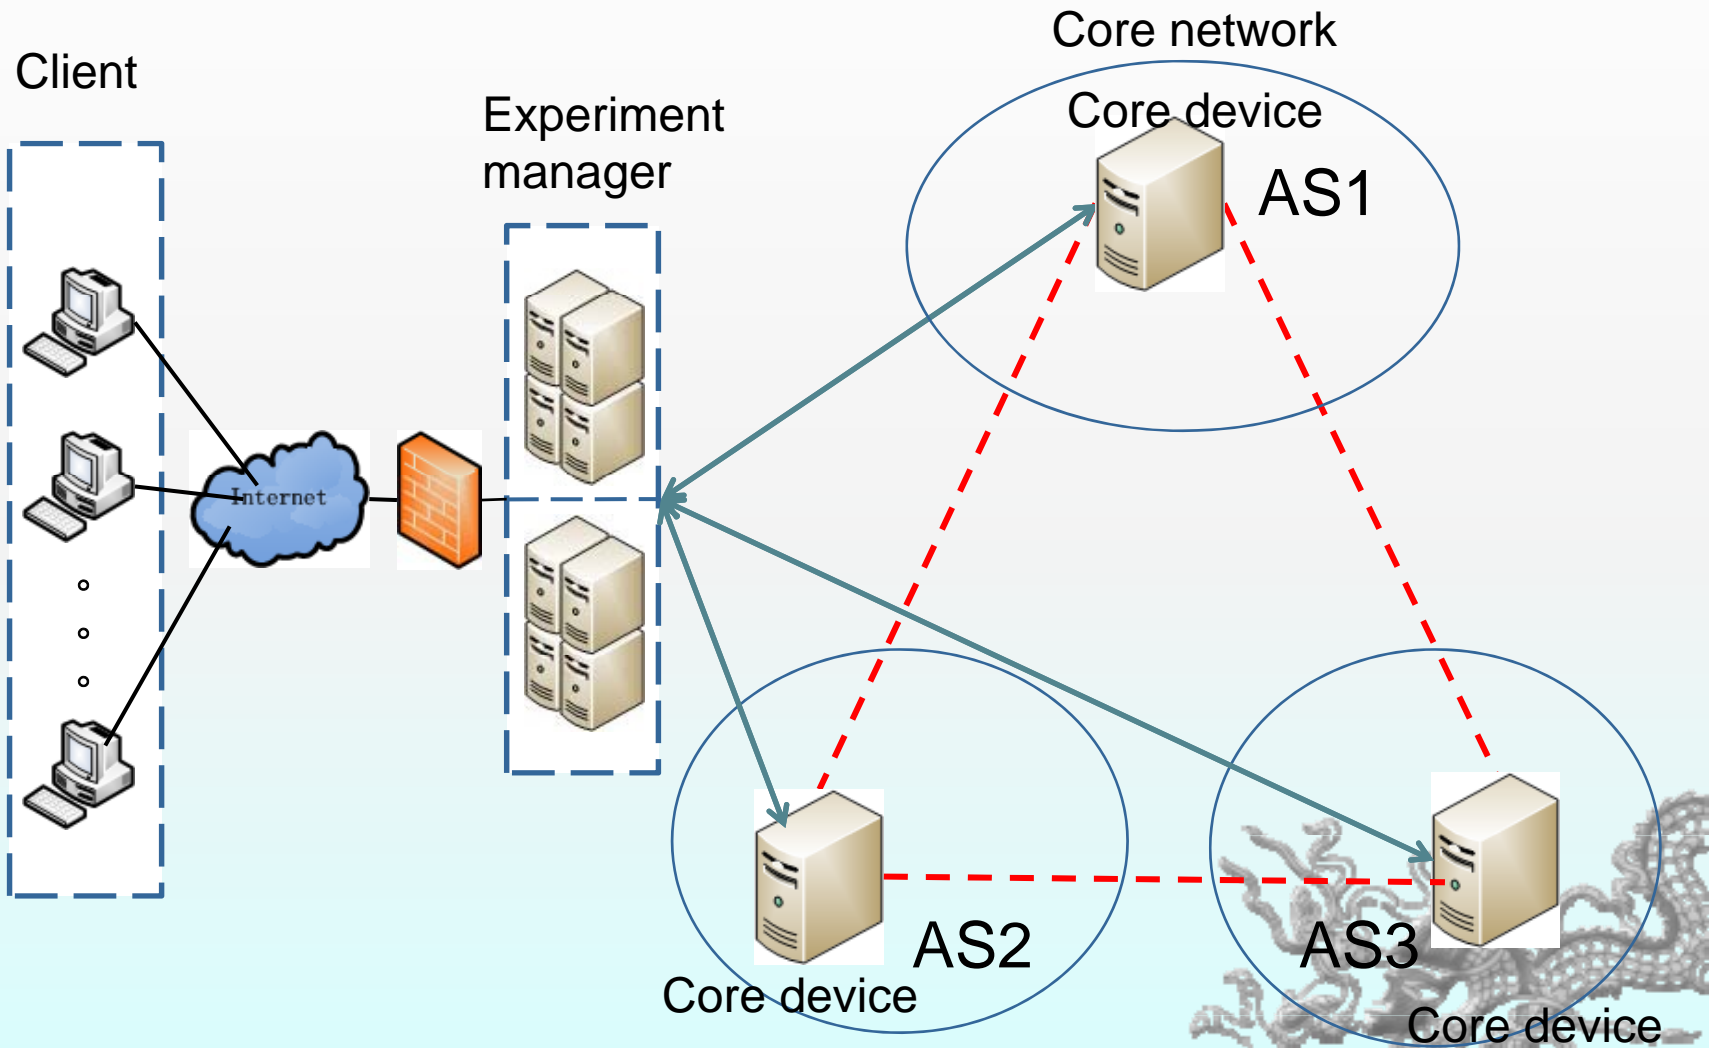 Core network
Client
Core device
Experiment
manager
AS1
Internet
AS2
AS3
Core device
Core device